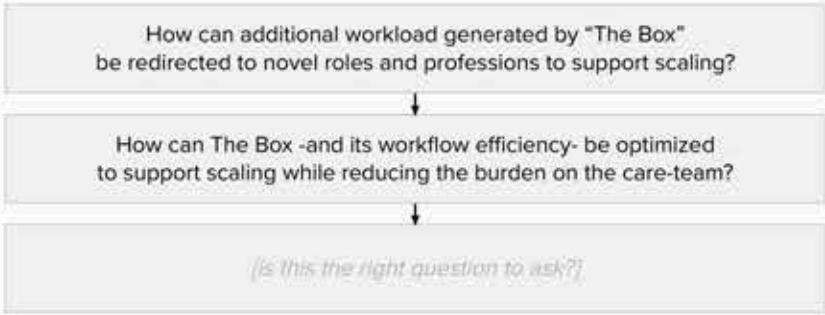 How can additional workload generated by “The Box”
be redirected to novel roles and professions to support scaling?
How can The Box -and its workflow efficiency- be optimized
to support scaling while reducing the burden on the care-team?
[is this the right question to ask?]